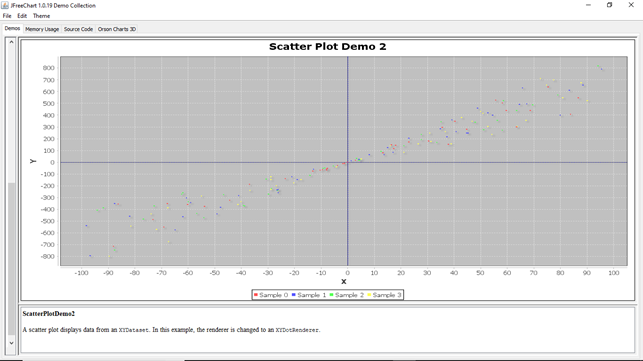 JFreeChart 1.0.19 Demo Collection
File Edit Theme
Demos Memory Usage Source Code Orson Charts 3D
Scatter Plot Demo 2
800
700
600
500
400
300
200
100
0
-100
-200
-300
-400
-500
-600
-700
-800
Y
-100 -90 -80 -70 -60 -50 -40 -30 -20 -10 0 10 20 30 40 50 60 70 80 90 100
X
Sample 0 Sample 1 Sample 2 Sample 3
ScatterPlotDemo2
A scatter plot displays data from an XYDataset. In this example, the renderer is changed to an XYDotRenderer.